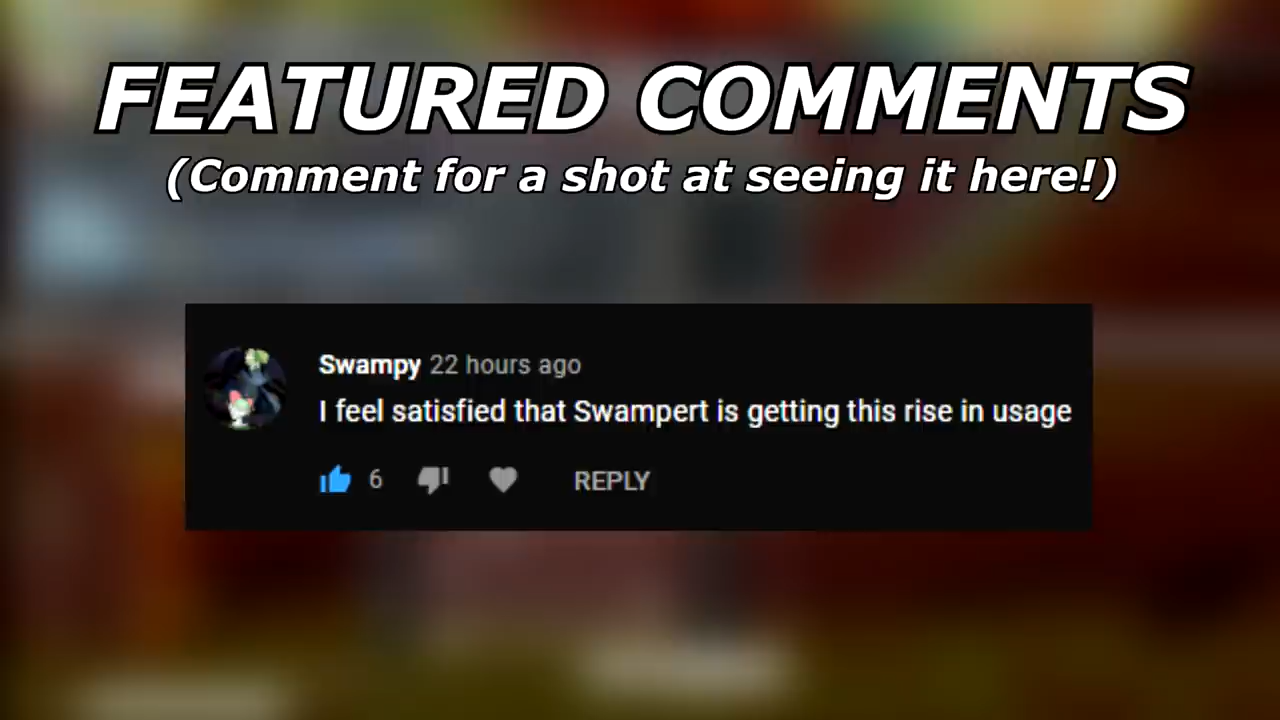 FEATURED COMMENTS
(Comment for a shot at seeing it here!)
Swampy 22 hours ago
I feel satisfied that Swampert is getting this rise in usage
6 REPLY